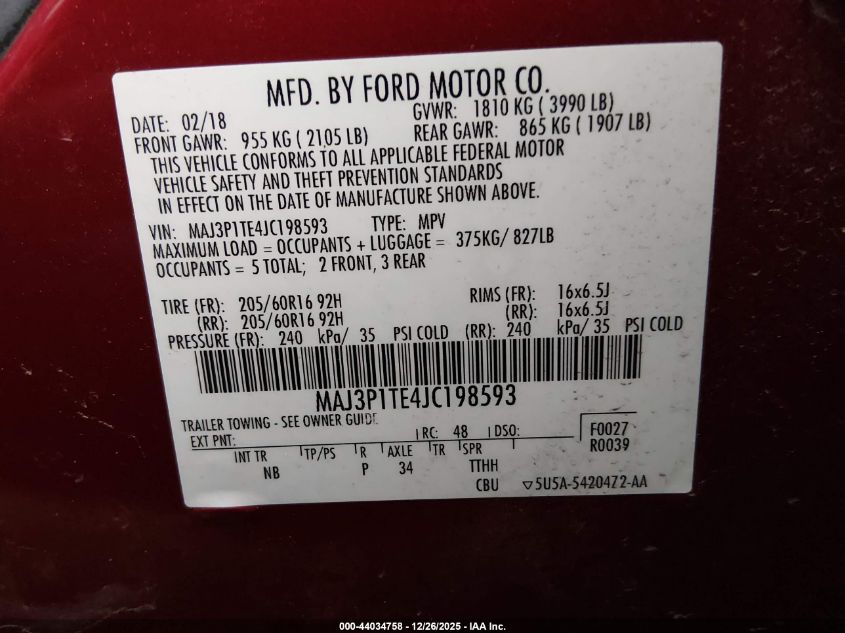 MFD. BY FORD MOTOR CO.
DATE: 02/18 GVWR: 1810 KG ( 3990 LB)
FRONT GAWR: 955 KG ( 2105 LB) REAR GAWR: 865 KG ( 1907 LB)
THIS VEHICLE CONFORMS TO ALL APPLICABLE FEDERAL MOTOR
VEHICLE SAFETY AND THEFT PREVENTION STANDARDS
IN EFFECT ON THE DATE OF MANUFACTURE SHOWN ABOVE.
VIN: MAJ3P1TE4JC198593 TYPE: MPV
MAXIMUM LOAD = OCCUPANTS + LUGGAGE = 375KG/ 827LB
OCCUPANTS = 5 TOTAL; 2 FRONT, 3 REAR
TIRE (FR): 205/60R16 92H RIMS (FR): 16x6.5J
(RR): 205/60R16 92H (RR): 16x6.5J
PRESSURE (FR): 240 kPa/ 35 PSI COLD (RR): 240 kPa/ 35 PSI COLD
MAJ3P1TE4JC198593
TRAILER TOWING - SEE OWNER GUIDE
EXT PNT: RC: 48 DSO: F0027
R0039
INT TR TP/PS R AXLE TR SPR
NB P 34 TTHH
CBU 5U5A-5420472-AA
000-44034758 - 12/26/2025 - IAA Inc.